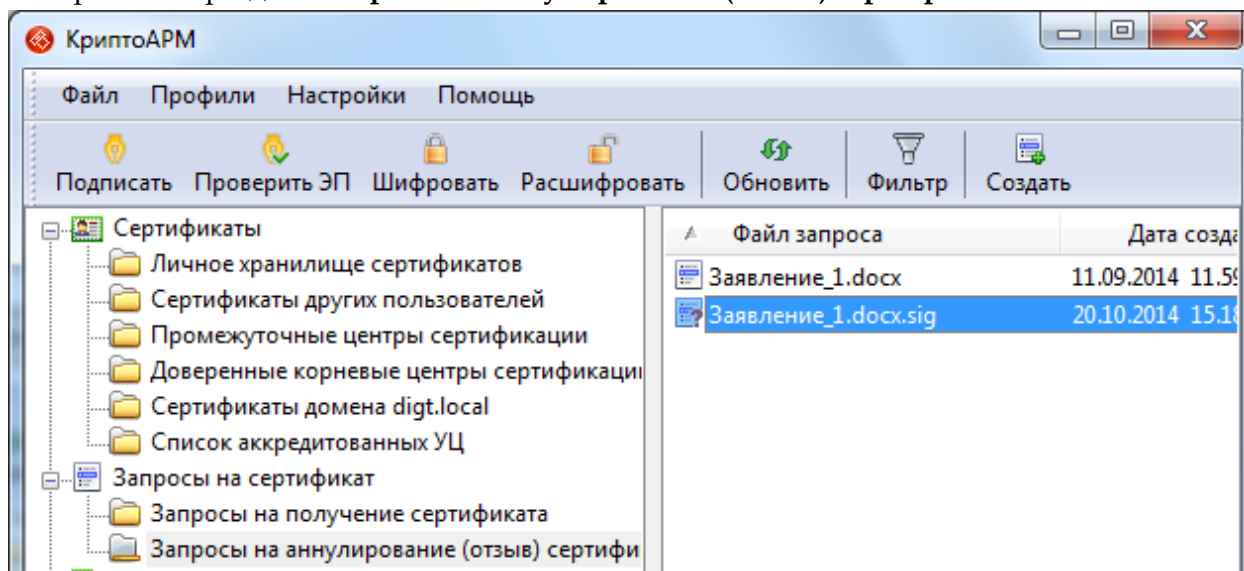 КриптоАРМ
Файл Профили Настройки Помощь
Подписать Проверить ЭП Шифровать Расшифровать Обновить Фильтр Создать
Сертификаты
Личное хранилище сертификатов
Сертификаты других пользователей
Промежуточные центры сертификации
Доверенные корневые центры сертификаци
Сертификаты домена digt.local
Список аккредитованных УЦ
Запросы на сертификат
Запросы на получение сертификата
Запросы на аннулирование (отзыв) сертифи
Файл запроса Дата созда
Заявление_1.docx 11.09.2014 11.59
Заявление_1.docx.sig 20.10.2014 15.18